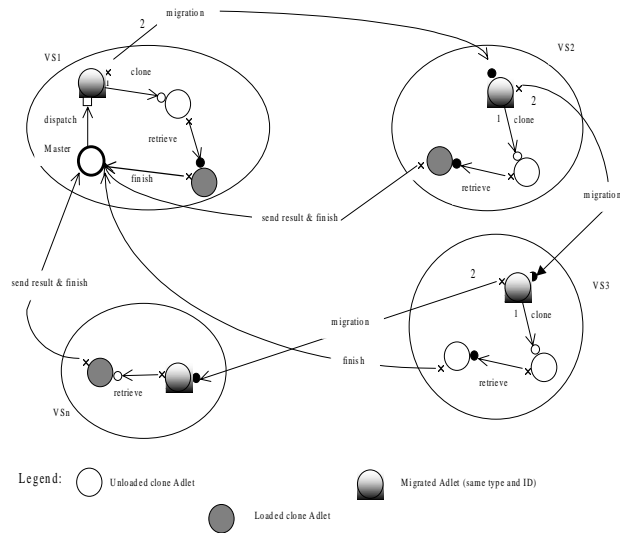 migration
2
VS1
VS2
clone
1
2
dispatch
1 clone
retrieve
Master
finish
retrieve
migration
send result & finish
send result & finish
2
VS3
1 clone
migration
finish
retrieve
retrieve
VSn
Legend:
Unloaded clone Adlet
Migrated Adlet (same type and ID)
Loaded clone Adlet